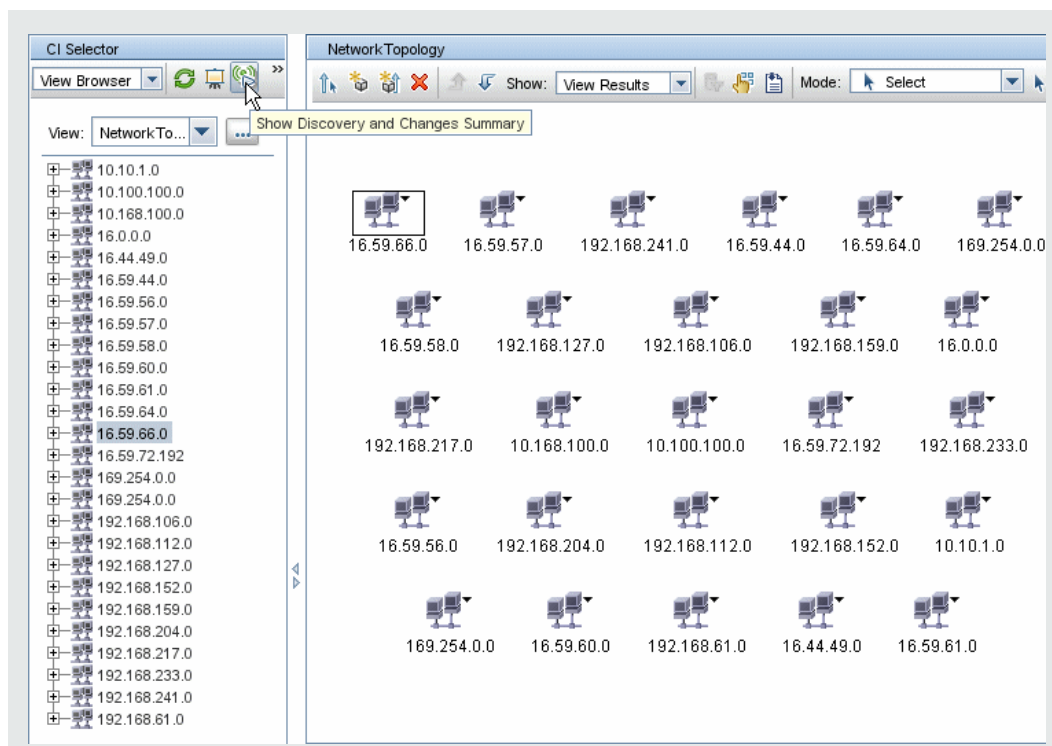 CI Selector
View Browser
»
View: NetworkTo... ...
10.10.1.0
10.100.100.0
10.168.100.0
16.0.0.0
16.44.49.0
16.59.44.0
16.59.56.0
16.59.57.0
16.59.58.0
16.59.60.0
16.59.61.0
16.59.64.0
16.59.66.0
16.59.72.192
169.254.0.0
169.254.0.0
192.168.106.0
192.168.112.0
192.168.127.0
192.168.152.0
192.168.159.0
192.168.204.0
192.168.217.0
192.168.233.0
192.168.241.0
192.168.61.0
NetworkTopology
Show: View Results Mode: Select
Show Discovery and Changes Summary
16.59.66.0 16.59.57.0 192.168.241.0 16.59.44.0 16.59.64.0 169.254.0.0
16.59.58.0 192.168.127.0 192.168.106.0 192.168.159.0 16.0.0.0
192.168.217.0 10.168.100.0 10.100.100.0 16.59.72.192 192.168.233.0
16.59.56.0 192.168.204.0 192.168.112.0 192.168.152.0 10.10.1.0
169.254.0.0 16.59.60.0 192.168.61.0 16.44.49.0 16.59.61.0